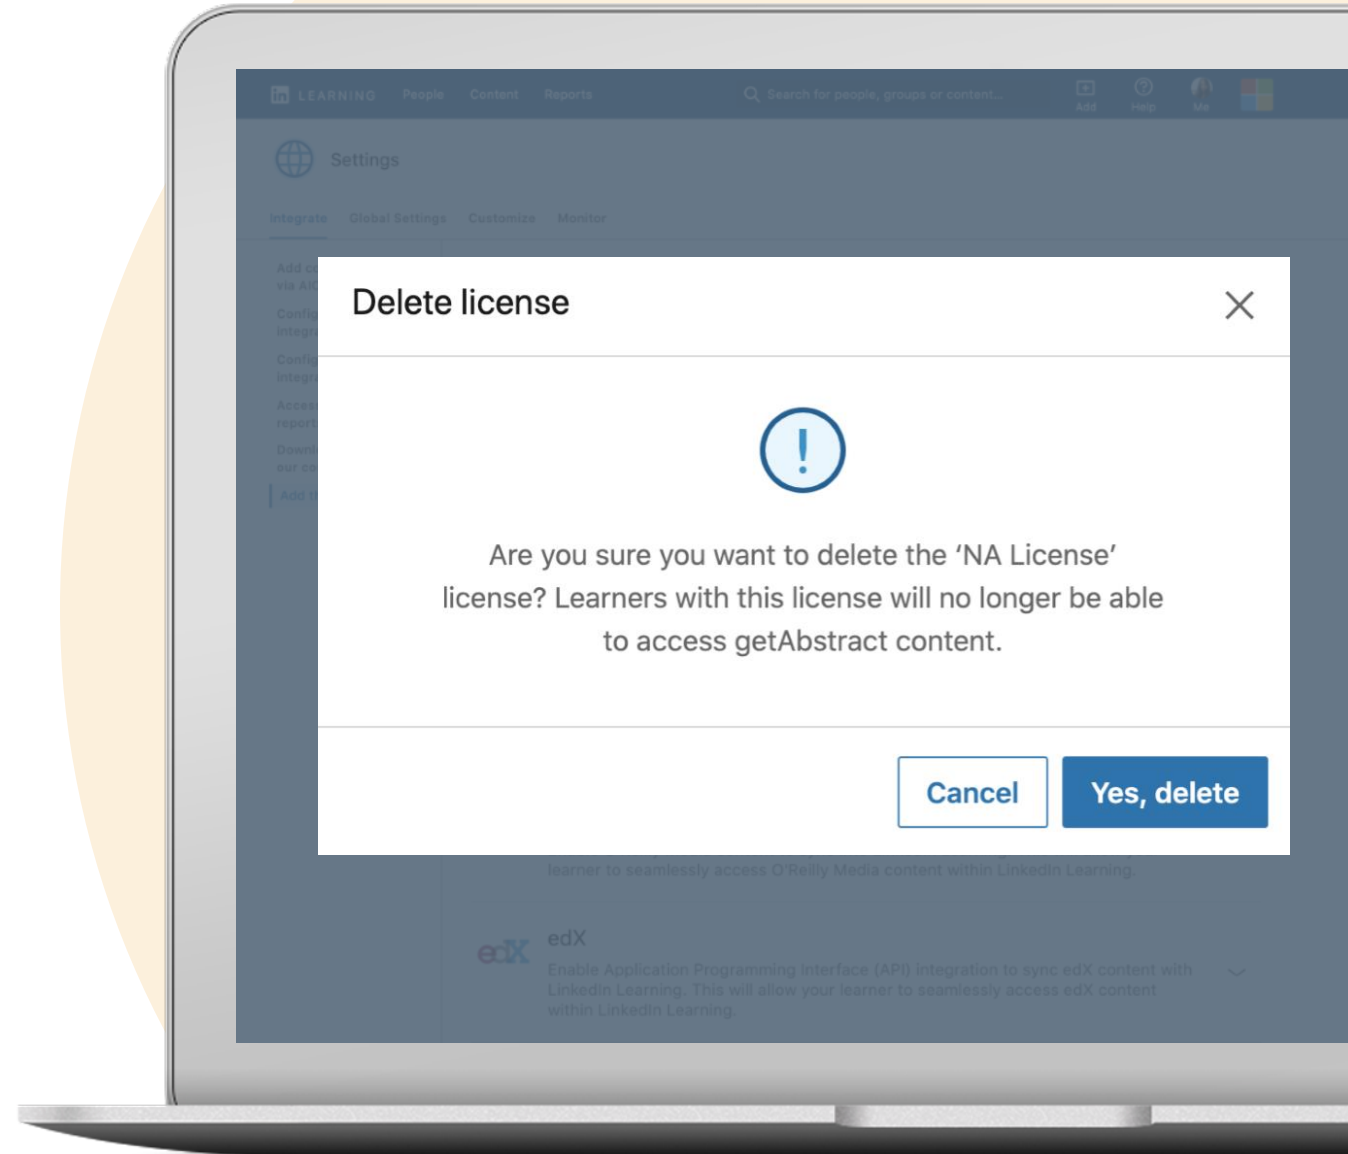 in LEARNING People Content Reports Search for people, groups or content... Add Help Me
Settings
Integrate Global Settings Customize Monitor
Add
via
Delete license
Are you sure you want to delete the ‘NA License’
license? Learners with this license will no longer be able
to access getAbstract content.
Cancel Yes, delete
learner to seamlessly access O'Reilly Media content within LinkedIn Learning.
edX edX
Enable Application Programming Interface (API) integration to sync edX content with
LinkedIn Learning. This will allow your learner to seamlessly access edX content
within LinkedIn Learning.